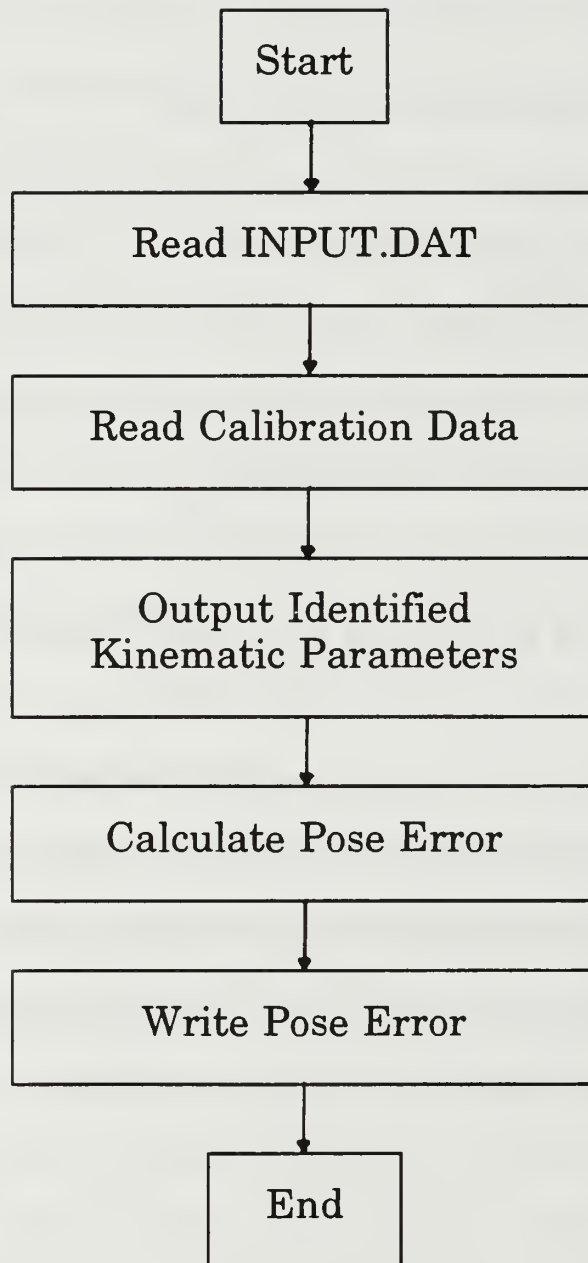 Start
Read INPUT.DAT
Read Calibration Data
Output Identified
Kinematic Parameters
Calculate Pose Error
Write Pose Error
End